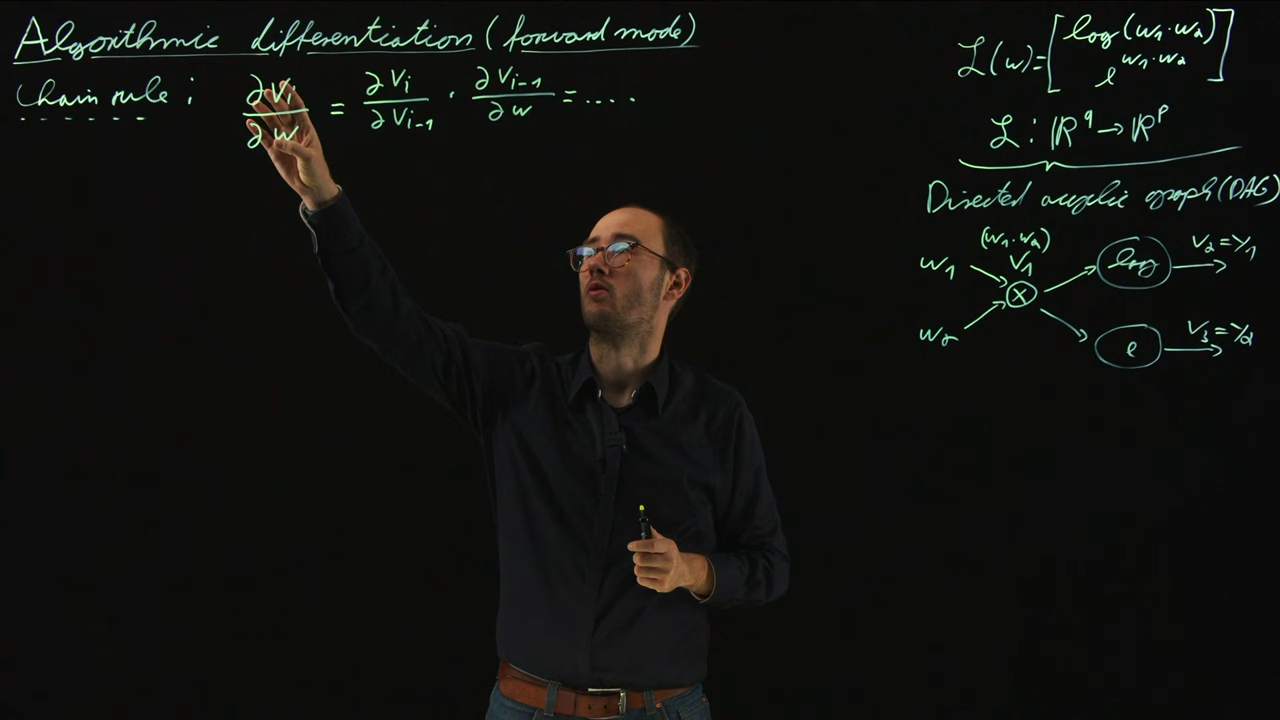 Algorithmic differentiation (forward mode)
Chain rule : ∂Vi/∂w = ∂Vi/∂Vi-1 · ∂Vi-1/∂w = ....
L(w) = [log(w1·w2)
e^(w1·w2)]
L : ℝ^q → ℝ^p
Directed acyclic graph (DAG)
(w1·w2)
w1 V1 log V2 = y1
×
w2 e V3 = y2